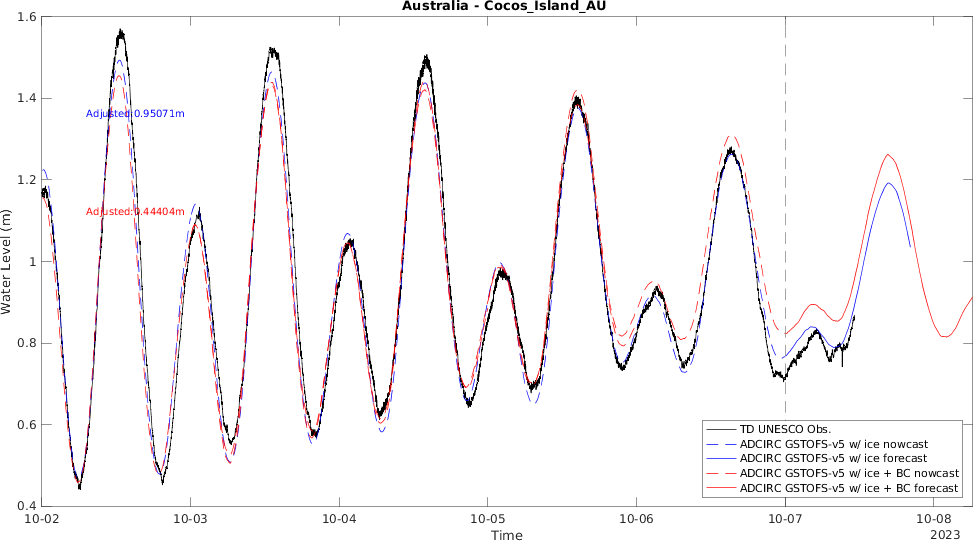 Australia - Cocos_Island_AU
1.6
1.4
1.2
1
0.8
0.6
0.4
Water Level (m)
Adjusted:0.95071m
Adjusted:0.44404m
TD UNESCO Obs.
ADCIRC GSTOFS-v5 w/ ice nowcast
ADCIRC GSTOFS-v5 w/ ice forecast
ADCIRC GSTOFS-v5 w/ ice + BC nowcast
ADCIRC GSTOFS-v5 w/ ice + BC forecast
10-02 10-03 10-04 10-05 10-06 10-07 10-08
Time
2023